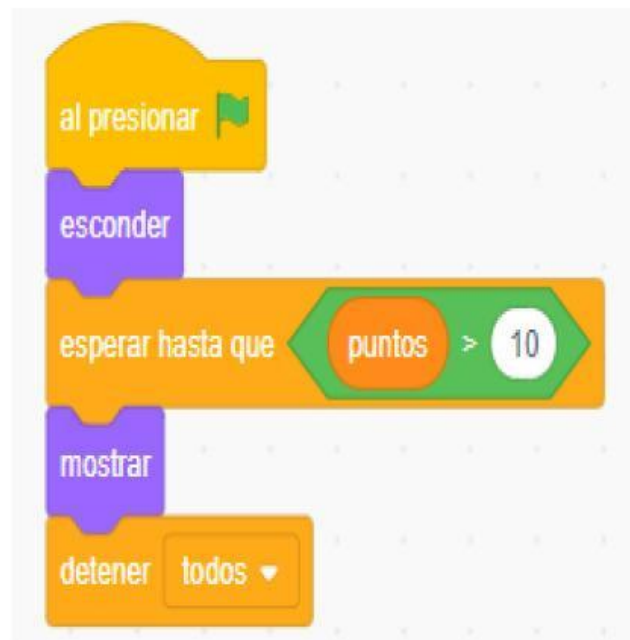 al presionar
esconder
esperar hasta que puntos > 10
mostrar
detener todos